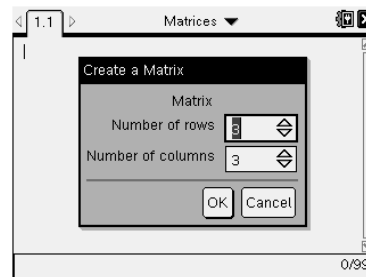 1.1 Matrices
Create a Matrix
Matrix
Number of rows 3
Number of columns 3
OK Cancel
0/99